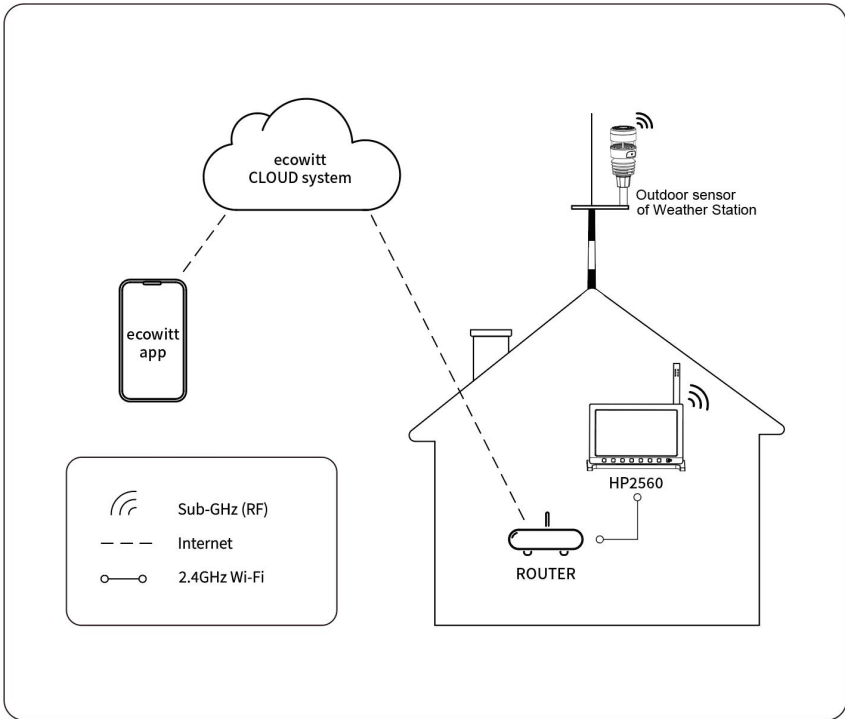 ecowitt
CLOUD system
Outdoor sensor
of Weather Station
ecowitt
app
HP2560
ROUTER
Sub-GHz (RF)
Internet
2.4GHz Wi-Fi